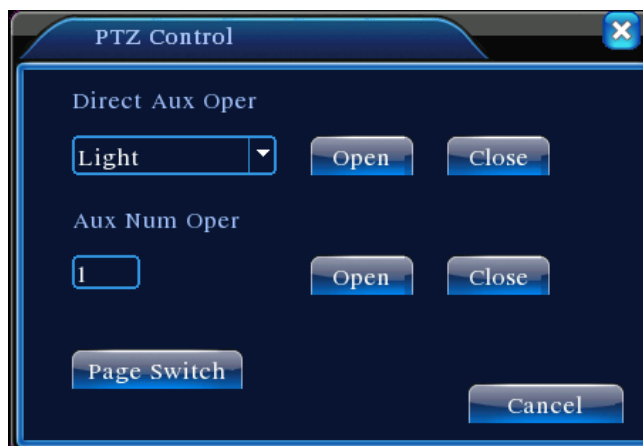 PTZ Control
Direct Aux Oper
Light Open Close
Aux Num Oper
1 Open Close
Page Switch
Cancel